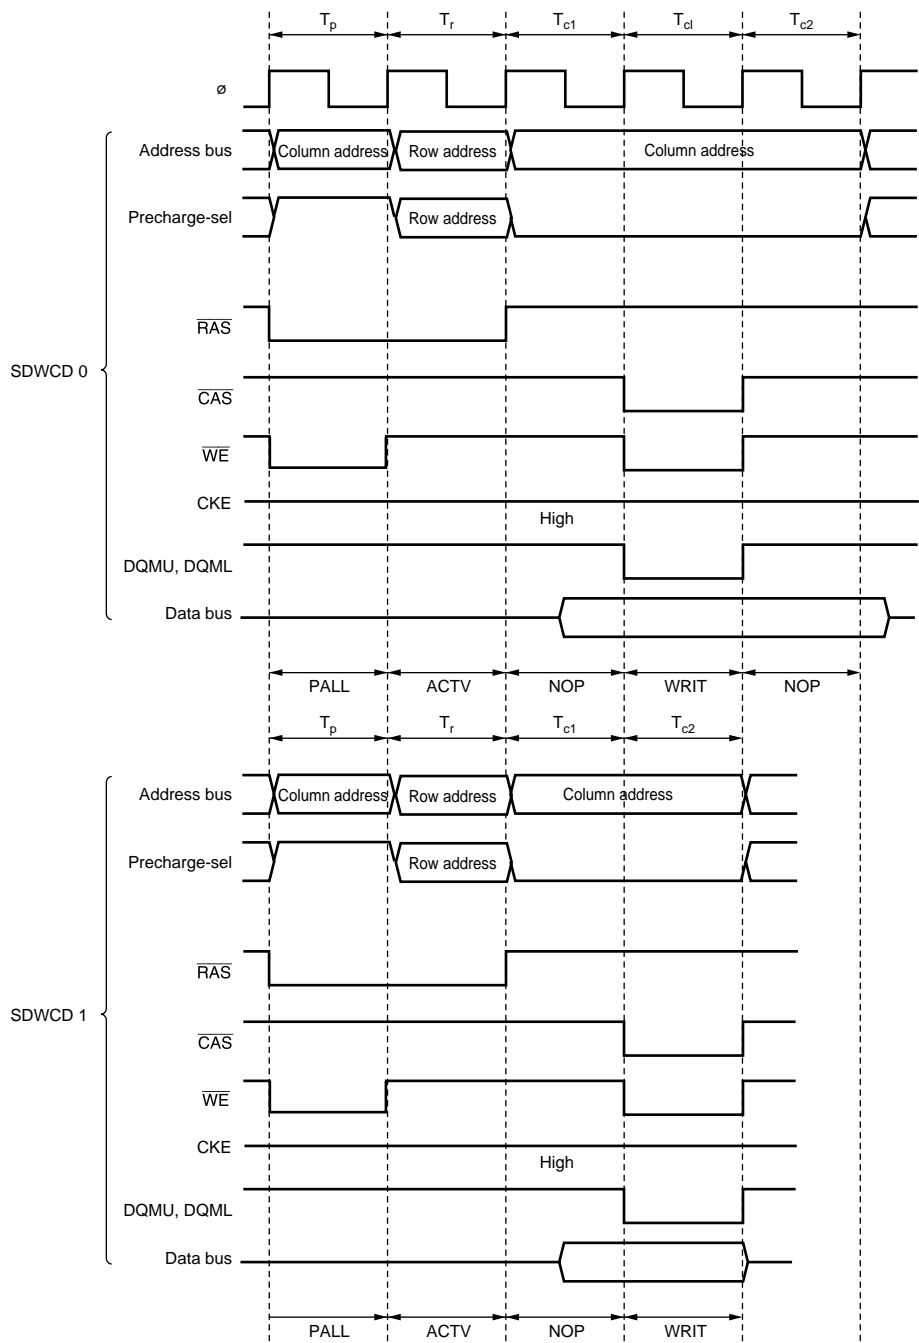 Tp Tr Tc1 Tcl Tc2
ø
Address bus Column address Row address Column address
Precharge-sel Row address
RAS
SDWCD 0
CAS
WE
CKE
High
DQMU, DQML
Data bus
PALL ACTV NOP WRIT NOP
Tp Tr Tc1 Tc2
Address bus Column address Row address Column address
Precharge-sel Row address
RAS
SDWCD 1
CAS
WE
CKE
High
DQMU, DQML
Data bus
PALL ACTV NOP WRIT